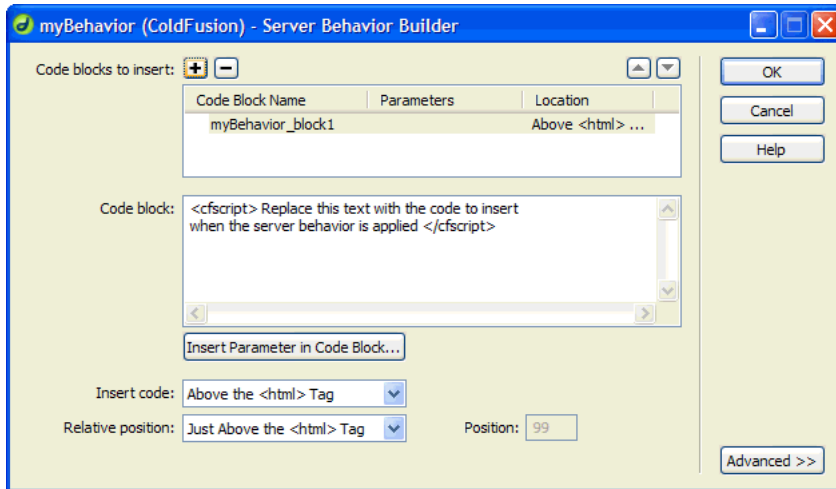 myBehavior (ColdFusion) - Server Behavior Builder
Code blocks to insert:
OK
Code Block Name Parameters Location
Cancel
myBehavior_block1 Above <html> ...
Help
Code block: <cfscript> Replace this text with the code to insert
when the server behavior is applied </cfscript>
Insert Parameter in Code Block...
Insert code: Above the <html> Tag
Relative position: Just Above the <html> Tag Position: 99
Advanced >>